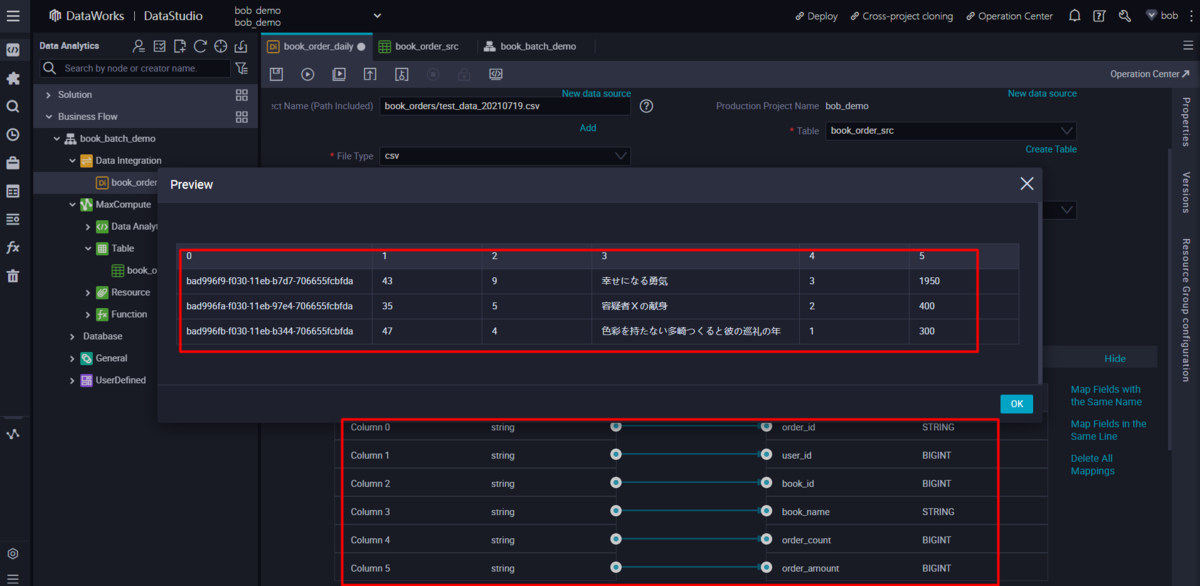 DataWorks | DataStudio
bob_demo
bob_demo
Deploy
Cross-project cloning
Operation Center
bob
Data Analytics
Search by node or creator name.
Solution
Business Flow
book_batch_demo
Data Integration
Di book_order
MaxCompute
Data Analyt
Table
book_o
Resource
Function
Database
General
UserDefined
Di book_order_daily
book_order_src
book_batch_demo
Operation Center
New data source
New data source
ect Name (Path Included)
book_orders/test_data_20210719.csv
Production Project Name bob_demo
Add
* Table book_order_src
Create Table
* File Type csv
Properties
Versions
Resource Group configuration
Preview
0 1 2 3 4 5
bad996f9-f030-11eb-b7d7-706655fcbfda 43 9 幸せになる勇気 3 1950
bad996fa-f030-11eb-97e4-706655fcbfda 35 5 容疑者Ｘの献身 2 400
bad996fb-f030-11eb-b344-706655fcbfda 47 4 色彩を持たない多崎つくると彼の巡礼の年 1 300
OK
Hide
Map Fields with
the Same Name
Map Fields in the
Same Line
Delete All
Mappings
Column 0 string order_id STRING
Column 1 string user_id BIGINT
Column 2 string book_id BIGINT
Column 3 string book_name STRING
Column 4 string order_count BIGINT
Column 5 string order_amount BIGINT